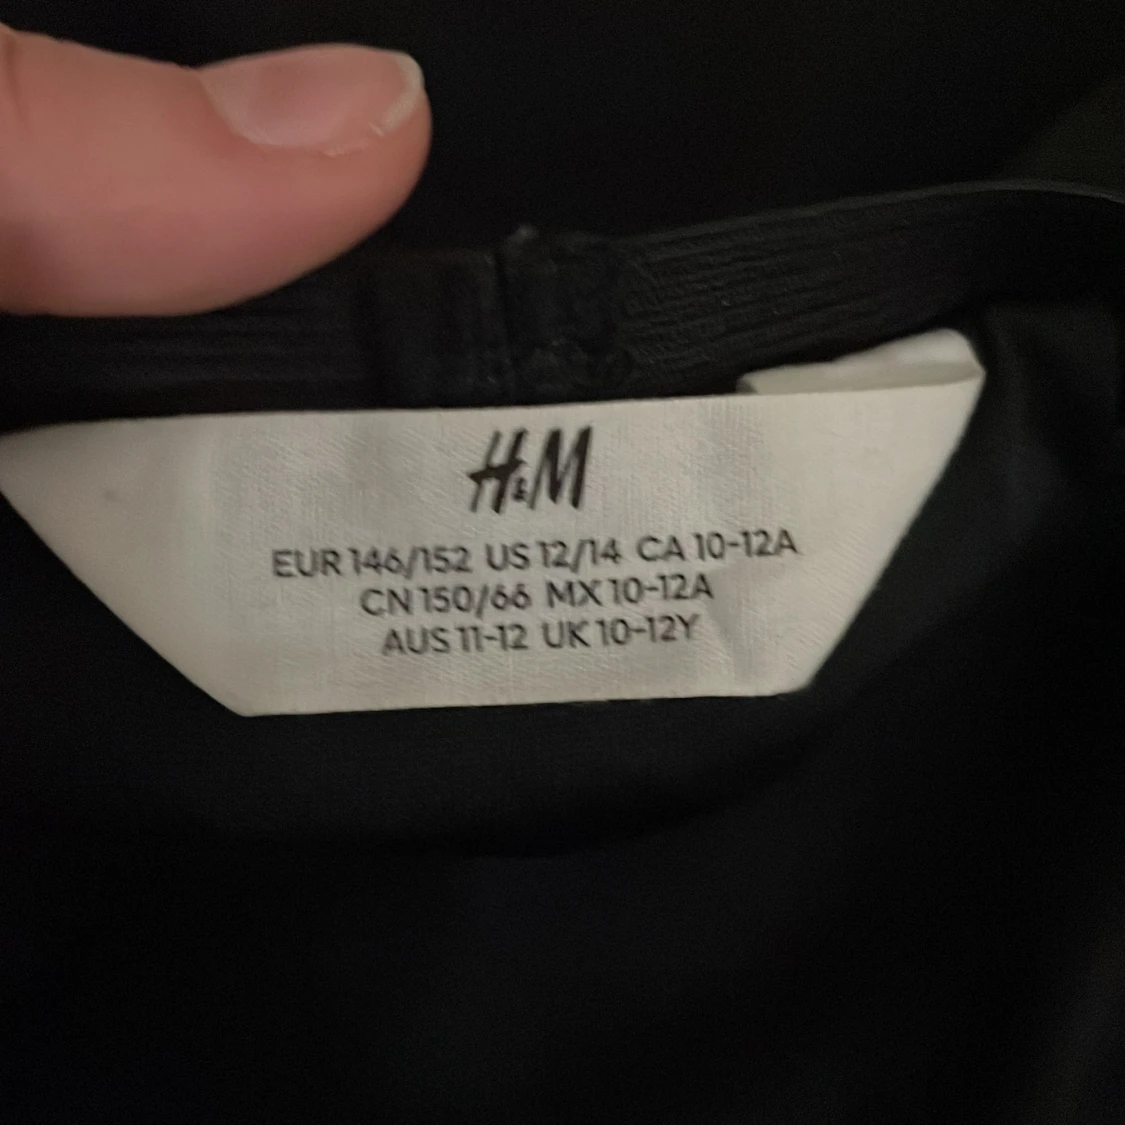 H&M
EUR 146/152 US 12/14 CA 10-12A
CN 150/66 MX 10-12A
AUS 11-12 UK 10-12Y